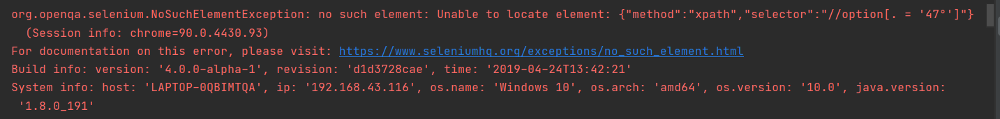 org.openqa.selenium.NoSuchElementException: no such element: Unable to locate element: {"method":"xpath","selector":"//option[. = '47°']"}
(Session info: chrome=90.0.4430.93)
For documentation on this error, please visit: https://www.seleniumhq.org/exceptions/no_such_element.html
Build info: version: '4.0.0-alpha-1', revision: 'd1d3728cae', time: '2019-04-24T13:42:21'
System info: host: 'LAPTOP-0QBIMTQA', ip: '192.168.43.116', os.name: 'Windows 10', os.arch: 'amd64', os.version: '10.0', java.version:
'1.8.0_191'